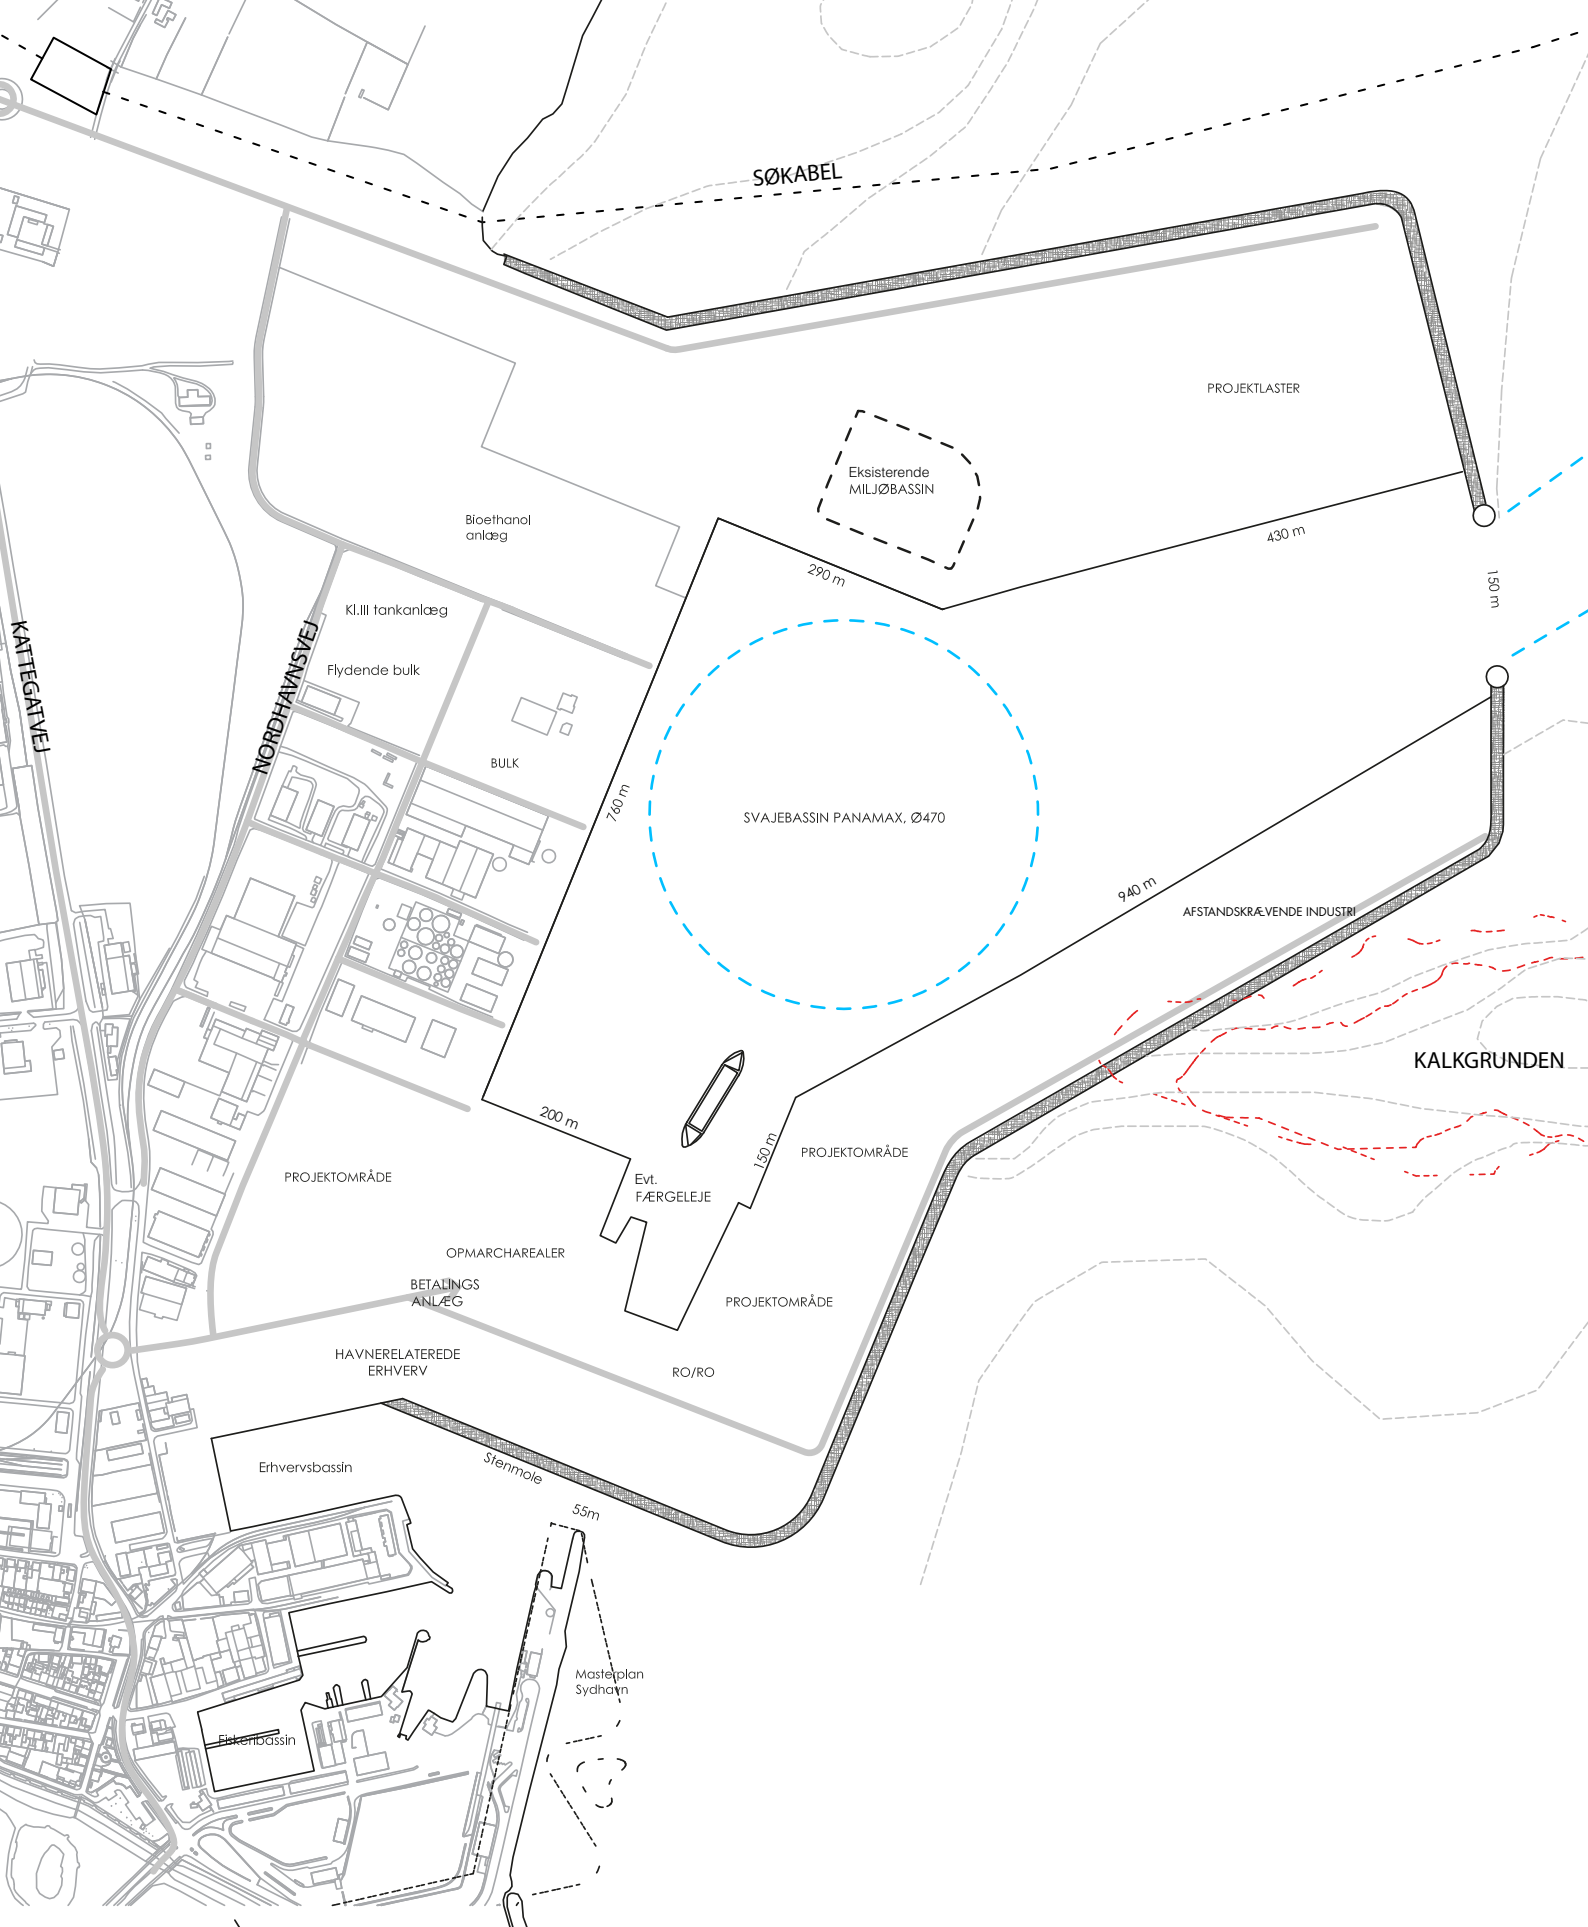 SØKABEL
PROJEKTLASTER
Eksisterende
MILJØBASSIN
Bioethanol
anlæg
430 m
290 m
150 m
Kl.III tankanlæg
KATTEGATVEJ
NORDHAVNSVEJ
Flydende bulk
BULK
760 m
SVAJEBASSIN PANAMAX, Ø470
940 m
AFSTANDSKRÆVENDE INDUSTRI
KALKGRUNDEN
200 m
150 m
PROJEKTOMRÅDE
PROJEKTOMRÅDE
Evt.
FÆRGELEJE
OPMARCHAREALER
BETALINGS
ANLÆG
PROJEKTOMRÅDE
HAVNERELATEREDE
ERHVERV
RO/RO
Erhvervsbassin
Stenmole
55m
Masterplan
Sydhavn
Fiskeribassin